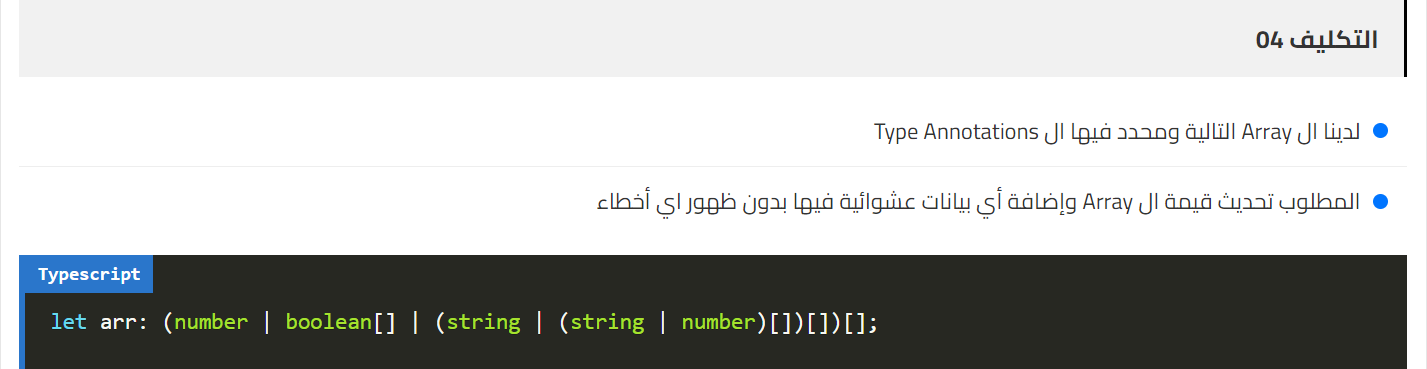 التكليف 04
لدينا ال Array التالية ومحدد فيها ال Type Annotations
المطلوب تحديث قيمة ال Array وإضافة أي بيانات عشوائية فيها بدون ظهور اي أخطاء
Typescript
let arr: (number | boolean[] | (string | (string | number)[])[])[];